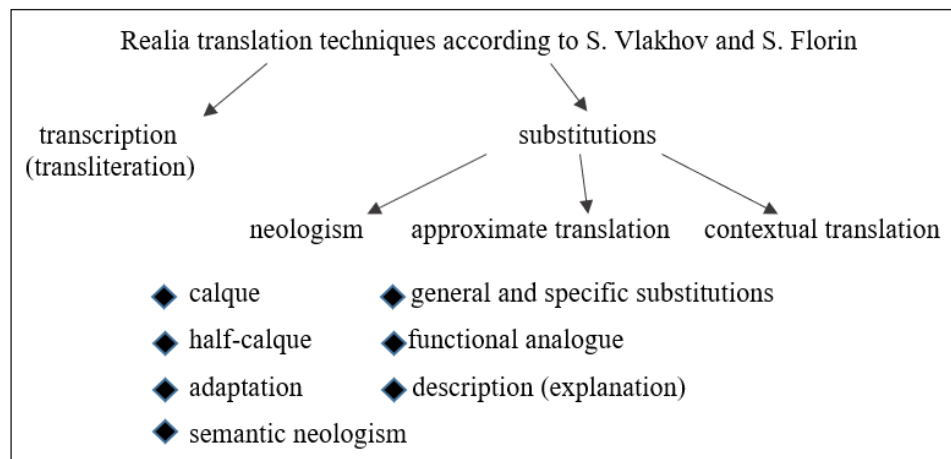 Realia translation techniques according to S. Vlakhov and S. Florin
transcription
(transliteration)
substitutions
neologism
approximate translation
contextual translation
calque
half-calque
adaptation
semantic neologism
general and specific substitutions
functional analogue
description (explanation)